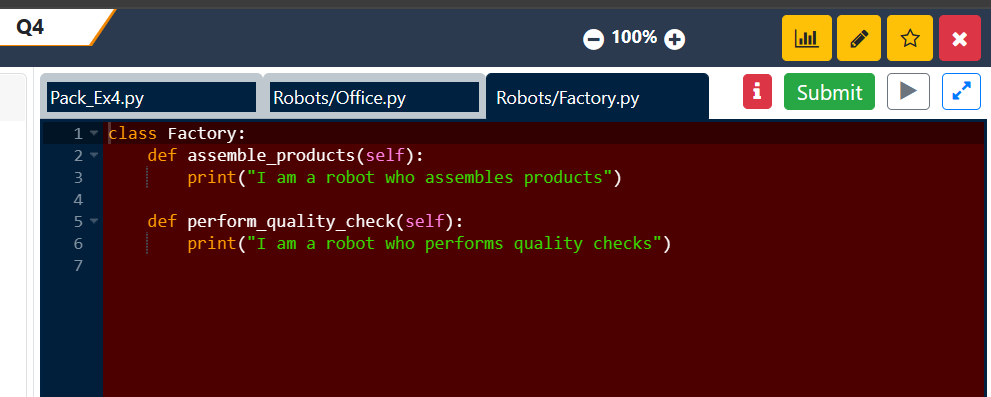 Q4
100%
Pack_Ex4.py
Robots/Office.py
Robots/Factory.py
Submit
1 class Factory:
2     def assemble_products(self):
3         print("I am a robot who assembles products")
4
5     def perform_quality_check(self):
6         print("I am a robot who performs quality checks")
7